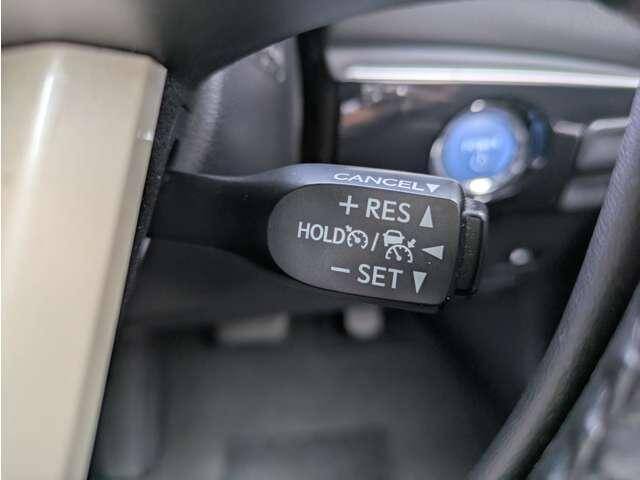 CANCEL▼
+ RES ▲
HOLD / ◀
− SET ▼